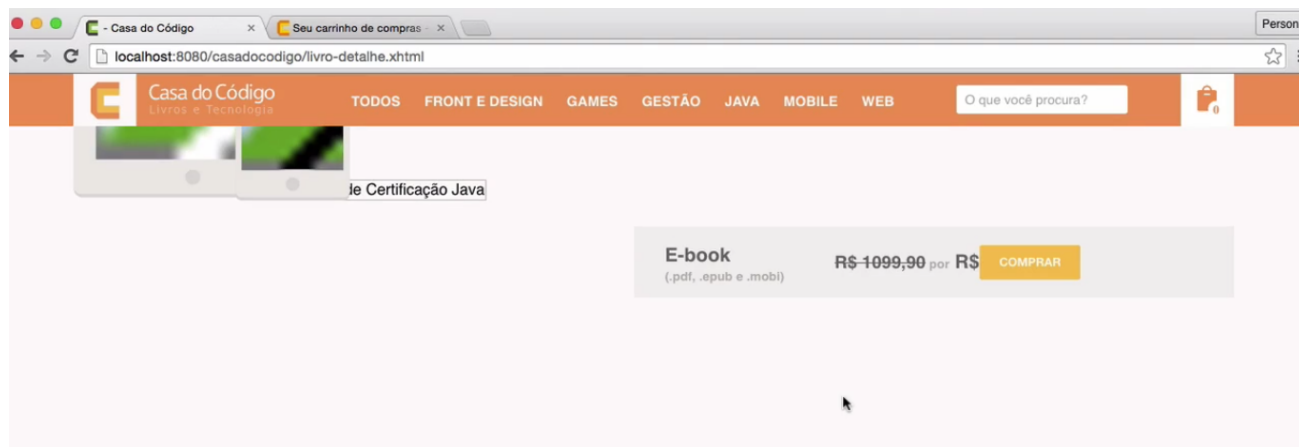 - Casa do Código
Seu carrinho de compras -
Person
localhost:8080/casadocodigo/livro-detalhe.xhtml
Casa do Código
Livros e Tecnologia
TODOS FRONT E DESIGN GAMES GESTÃO JAVA MOBILE WEB
O que você procura?
0
de Certificação Java
E-book
(.pdf, .epub e .mobi)
R$ 1099,90 por R$
COMPRAR